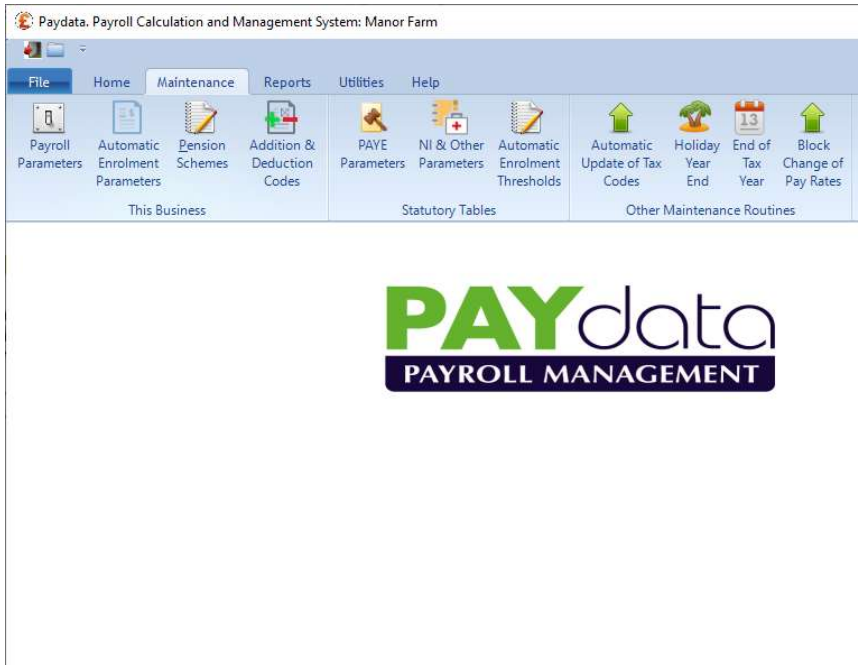 Paydata. Payroll Calculation and Management System: Manor Farm
File Home Maintenance Reports Utilities Help
Payroll Automatic Pension Addition & PAYE NI & Other Automatic Automatic Holiday End of Block
Parameters Enrolment Schemes Deduction Parameters Parameters Enrolment Update of Tax Year Tax Change of
Parameters Codes Thresholds Codes End Year Pay Rates
This Business Statutory Tables Other Maintenance Routines
13
PAYdata
PAYROLL MANAGEMENT